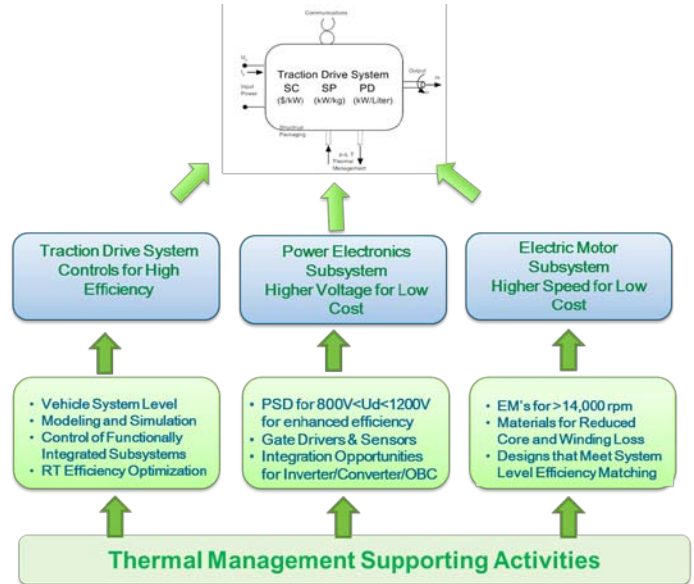 Communications
Traction Drive System
SC SP PD
($/kW) (kW/kg) (kW/Liter)
Input
Power
Output
m
Structural
Packaging
Thermal
Management
Traction Drive System
Controls for High
Efficiency
Power Electronics
Subsystem
Higher Voltage for Low
Cost
Electric Motor
Subsystem
Higher Speed for Low
Cost
• Vehicle System Level
• Modeling and Simulation
• Control of Functionally
Integrated Subsystems
• RT Efficiency Optimization
• PSD for 800V<Ud<1200V
for enhanced efficiency
• Gate Drivers & Sensors
• Integration Opportunities
for Inverter/Converter/OBC
• EM's for >14,000 rpm
• Materials for Reduced
Core and Winding Loss
• Designs that Meet System
Level Efficiency Matching
Thermal Management Supporting Activities